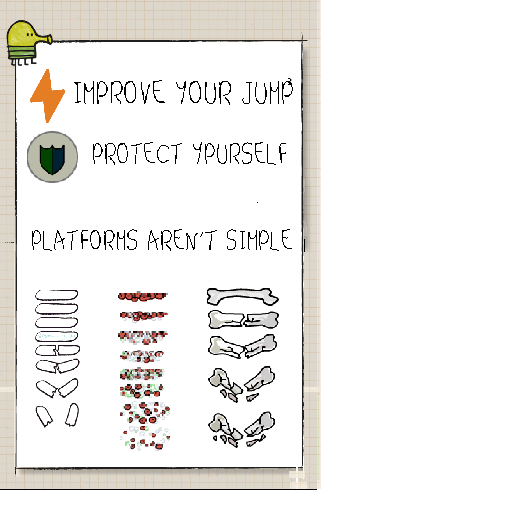 IMPROVE YOUR JUMP
PROTECT YPURSELF
PLATFORMS AREN'T SIMPLE